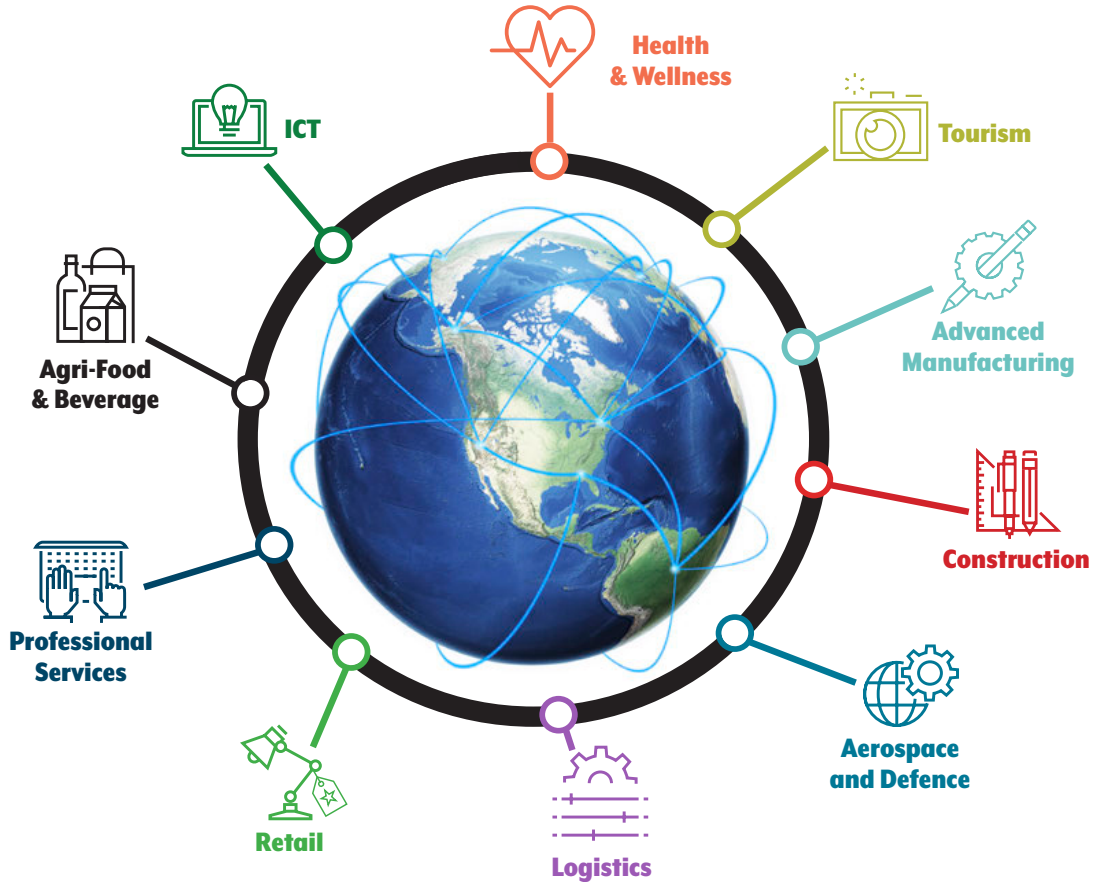 Health
& Wellness
Tourism
Advanced
Manufacturing
Construction
Aerospace
and Defence
Logistics
Retail
Professional
Services
Agri-Food
& Beverage
ICT